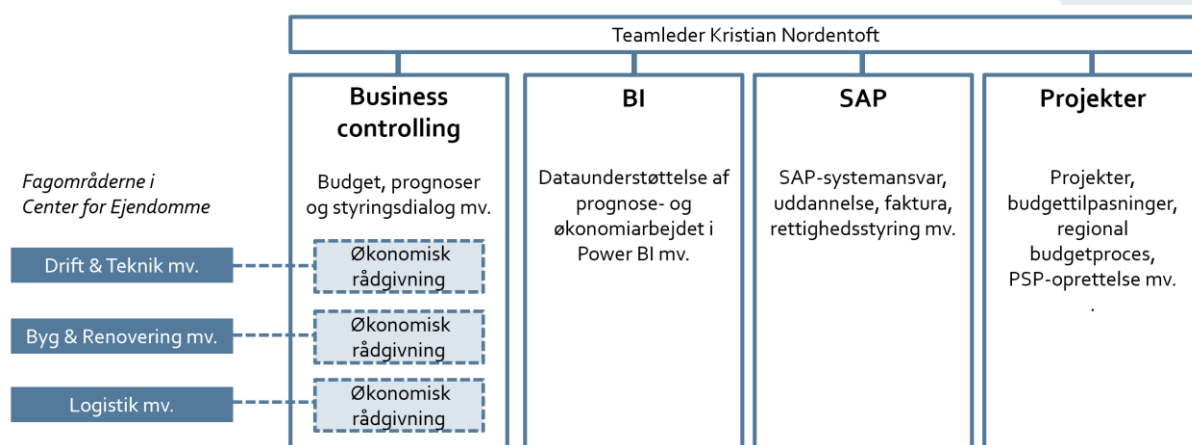 Teamleder Kristian Nordentoft
Business
controlling
Budget, prognoser
og styringsdialog mv.
BI
Dataunderstøttelse af
prognose- og
økonomiarbejdet i
Power BI mv.
SAP
SAP-systemansvar,
uddannelse, faktura,
rettighedsstyring mv.
Projekter
Projekter,
budgettilpasninger,
regional
budgetproces,
PSP-oprettelse mv.
.
Fagområderne i
Center for Ejendomme
Drift & Teknik mv.
Økonomisk
rådgivning
Byg & Renovering mv.
Økonomisk
rådgivning
Logistik mv.
Økonomisk
rådgivning